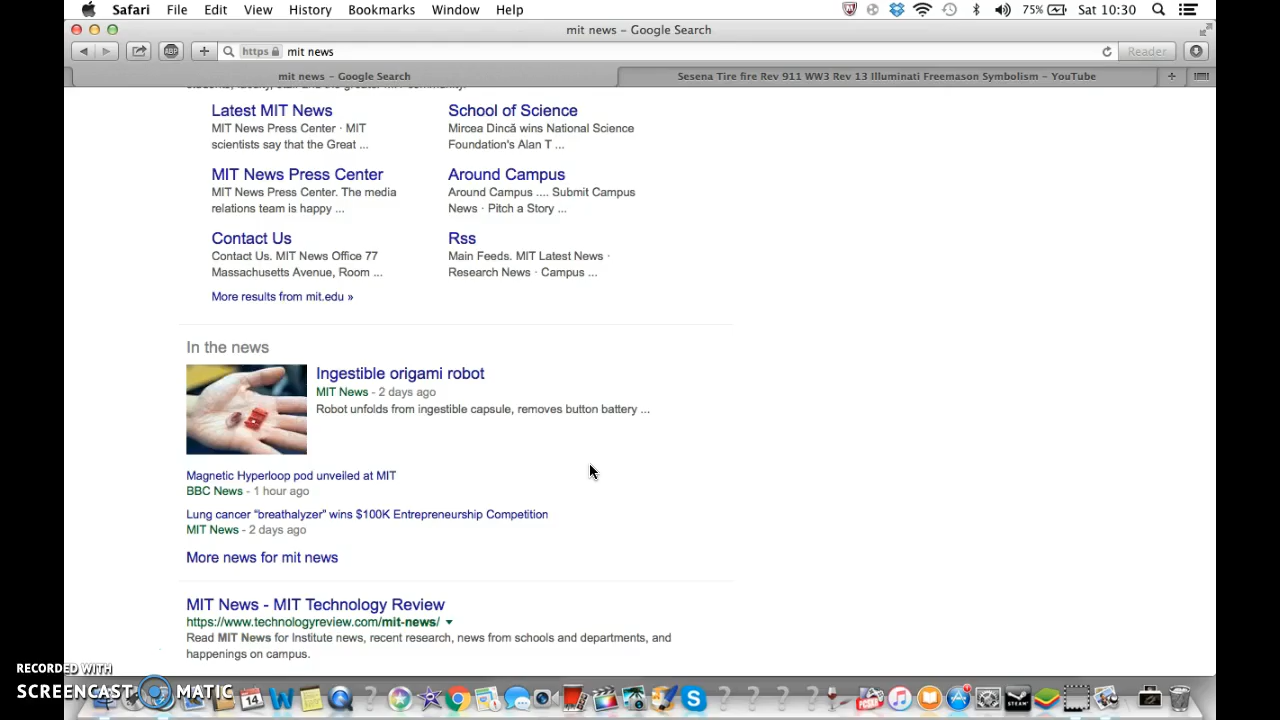 Safari File Edit View History Bookmarks Window Help 75% Sat 10:30
mit news – Google Search
ABP + https mit news Reader
mit news – Google Search Sesena Tire fire Rev 911 WW3 Rev 13 Illuminati Freemason Symbolism – YouTube +
Latest MIT News
MIT News Press Center · MIT
scientists say that the Great ...
School of Science
Mircea Dincă wins National Science
Foundation's Alan T ...
MIT News Press Center
MIT News Press Center. The media
relations team is happy ...
Around Campus
Around Campus .... Submit Campus
News · Pitch a Story ...
Contact Us
Contact Us. MIT News Office 77
Massachusetts Avenue, Room ...
Rss
Main Feeds. MIT Latest News ·
Research News · Campus ...
More results from mit.edu »
In the news
Ingestible origami robot
MIT News - 2 days ago
Robot unfolds from ingestible capsule, removes button battery ...
Magnetic Hyperloop pod unveiled at MIT
BBC News - 1 hour ago
Lung cancer “breathalyzer” wins $100K Entrepreneurship Competition
MIT News - 2 days ago
More news for mit news
MIT News - MIT Technology Review
https://www.technologyreview.com/mit-news/
Read MIT News for Institute news, recent research, news from schools and departments, and
happenings on campus.
RECORDED WITH
SCREENCAST MATIC
14
STEAM